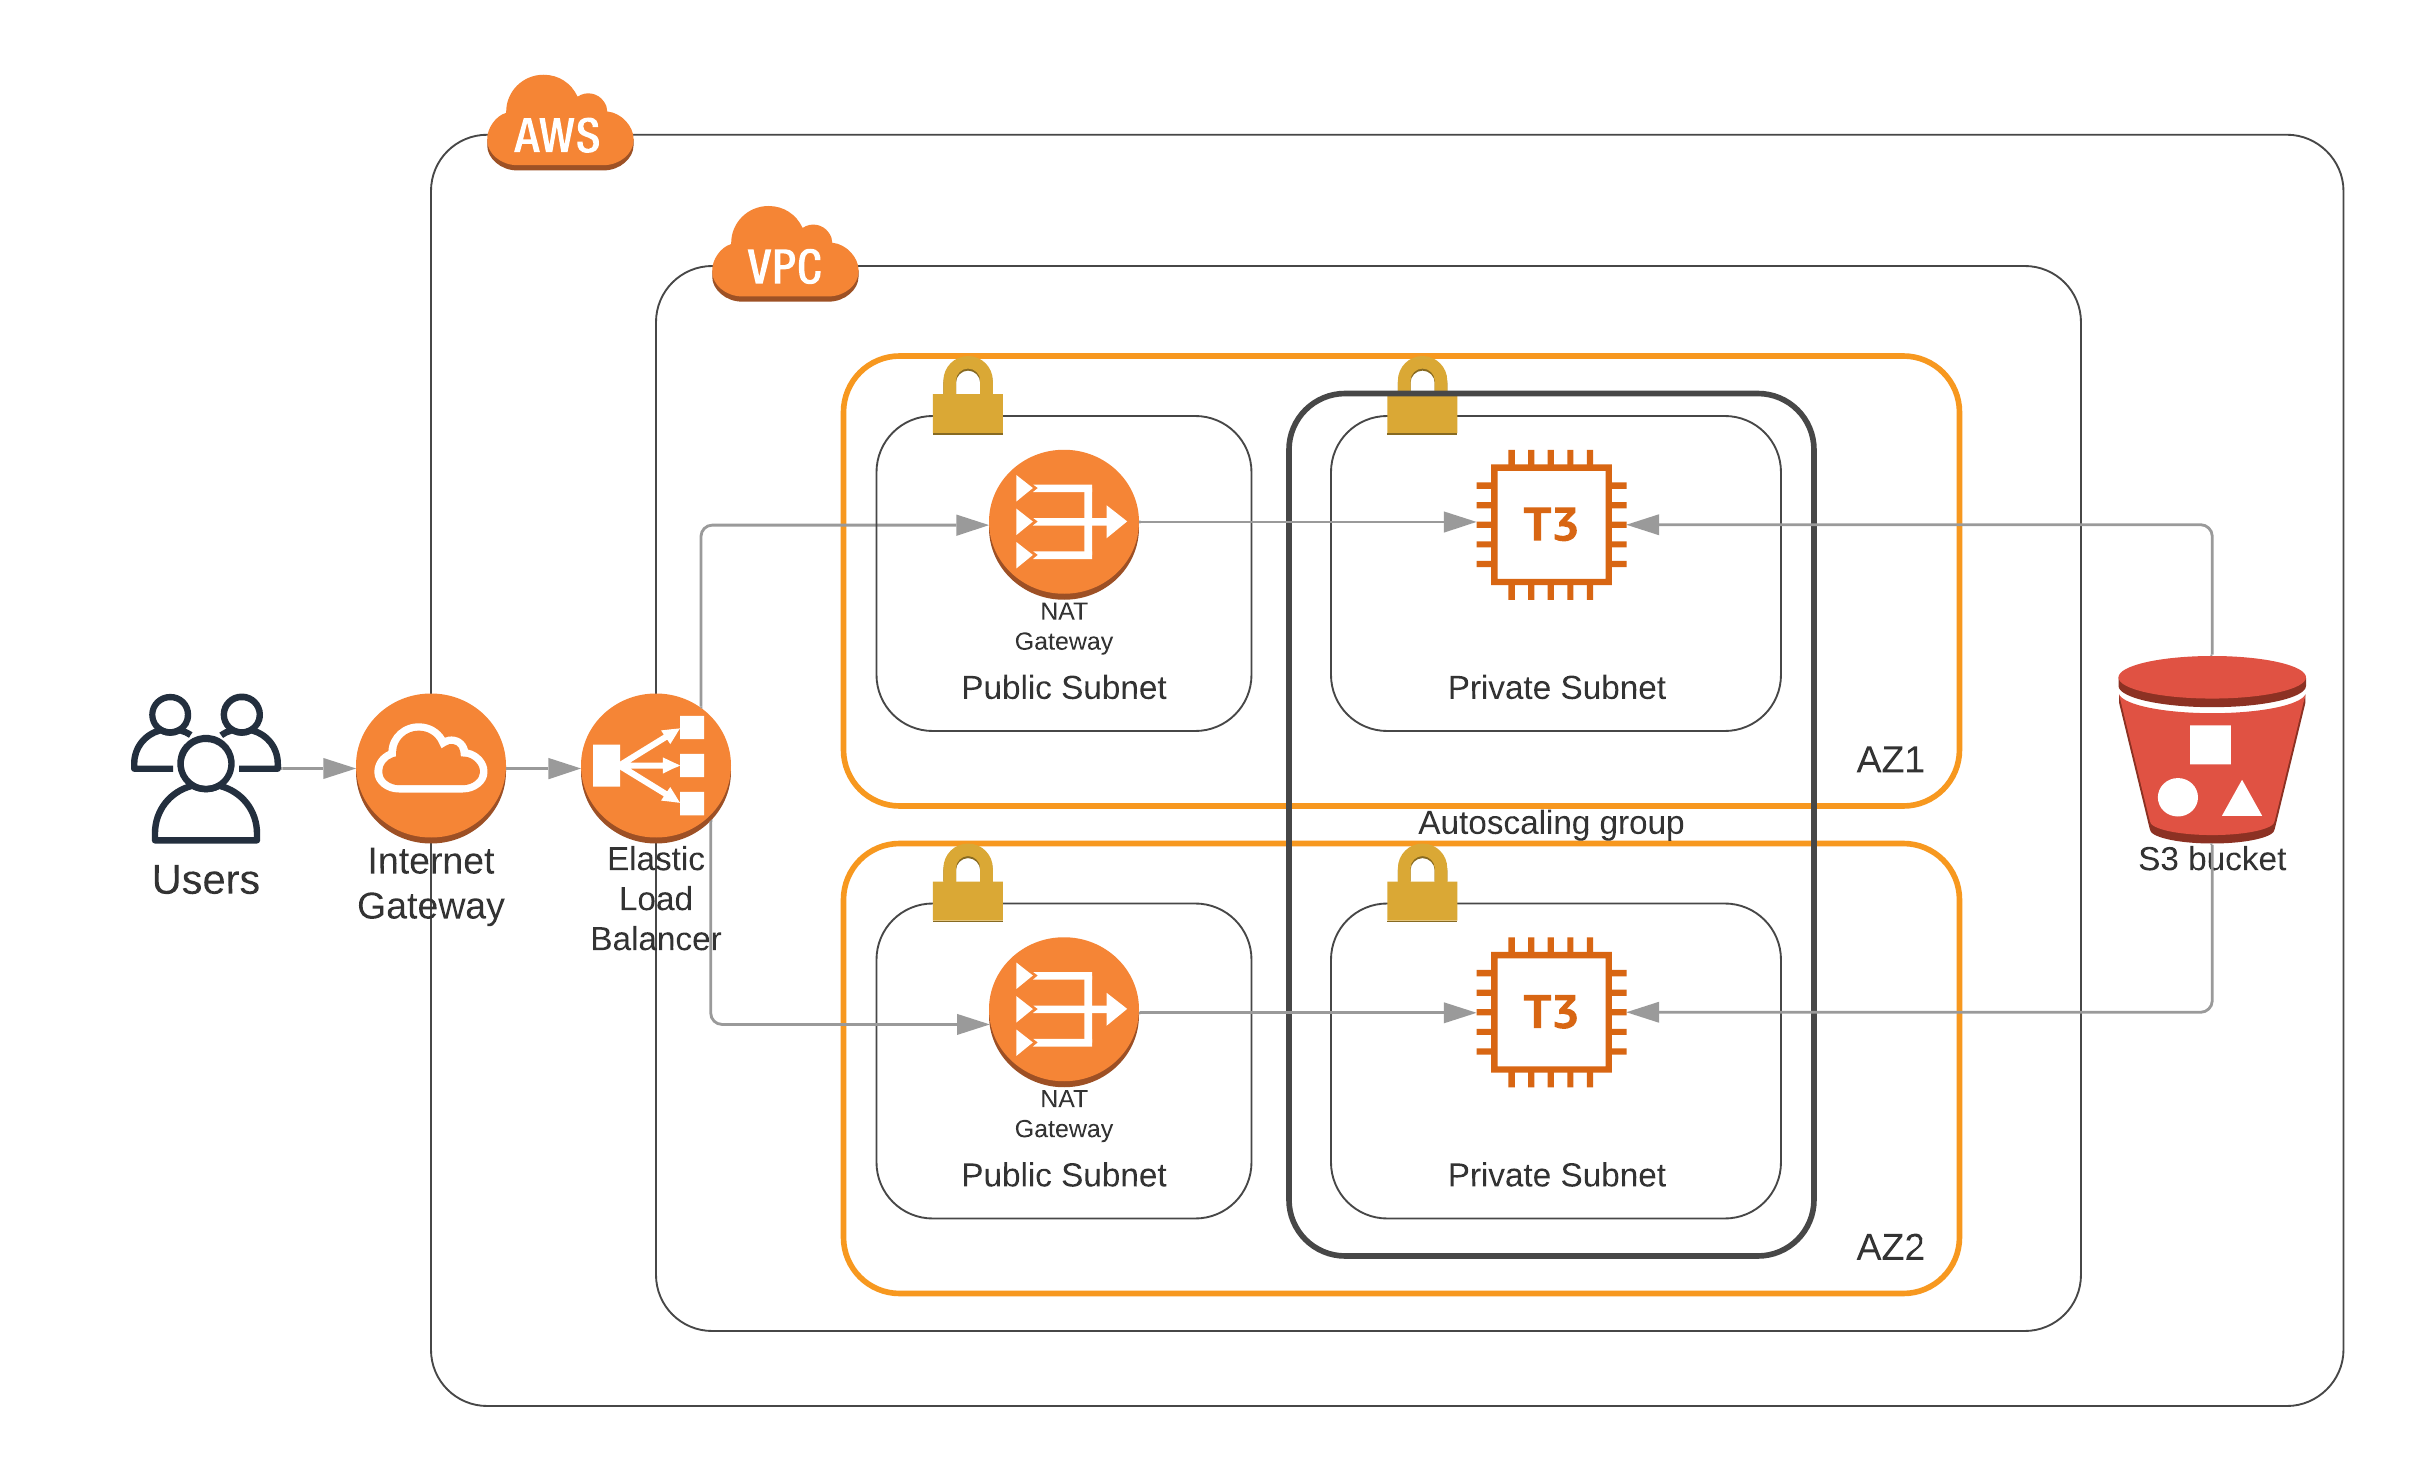 AWS
VPC
T3
NAT
Gateway
Public Subnet
Private Subnet
AZ1
Autoscaling group
Users
Internet
Gateway
Elastic
Load
Balancer
S3 bucket
T3
NAT
Gateway
Public Subnet
Private Subnet
AZ2